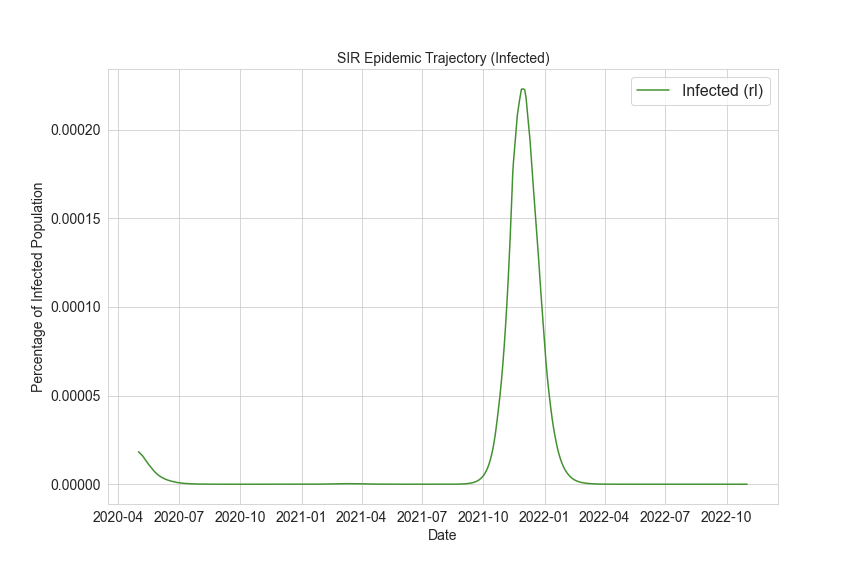 SIR Epidemic Trajectory (Infected)
Infected (rI)
Percentage of Infected Population
0.00020
0.00015
0.00010
0.00005
0.00000
2020-04 2020-07 2020-10 2021-01 2021-04 2021-07 2021-10 2022-01 2022-04 2022-07 2022-10
Date